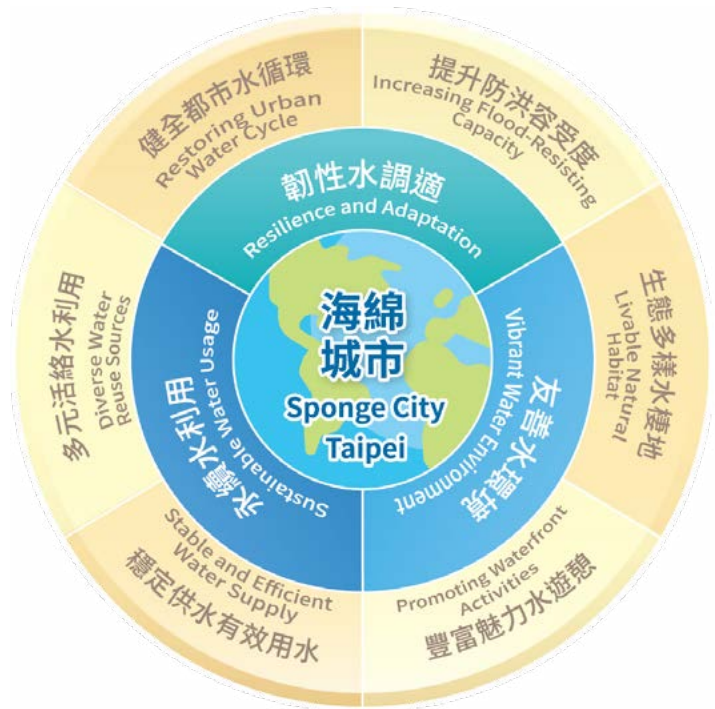 海綿
城市
Sponge City
Taipei
韌性水調適
Resilience and Adaptation
友善水環境
Vibrant Water Environment
永續水利用
Sustainable Water Usage
健全都市水循環
Restoring Urban
Water Cycle
提升防洪容受度
Increasing Flood-Resisting
Capacity
生態多樣水棲地
Livable Natural
Habitat
Promoting Waterfront
Activities
豐富魅力水遊憩
Stable and Efficient
Water Supply
穩定供水有效用水
多元活絡水利用
Diverse Water
Reuse Sources